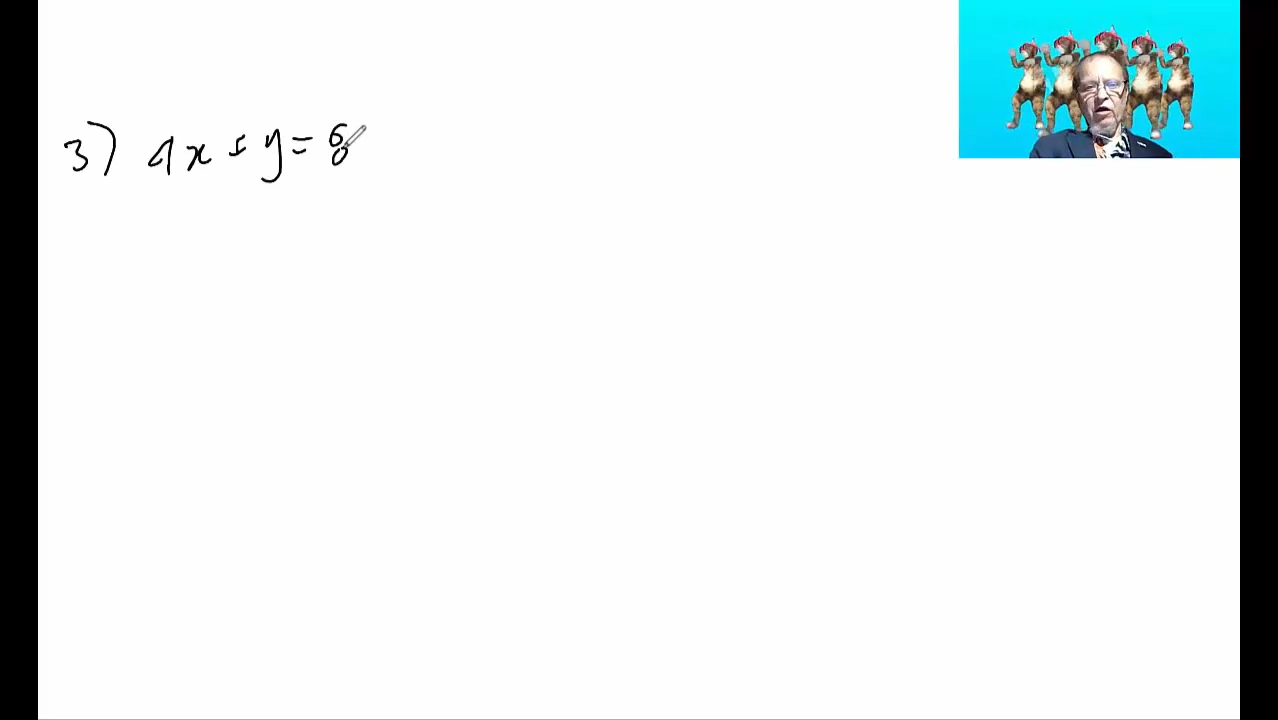 3) 4x = y = 8